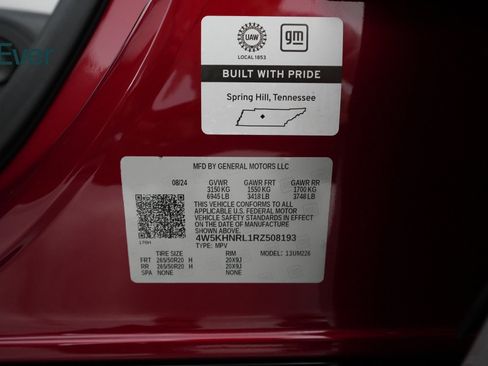 Ever
UAW
LOCAL 1853
gm
BUILT WITH PRIDE
Spring Hill, Tennessee
MFD BY GENERAL MOTORS LLC
08/24 GVWR GAWR FRT GAWR RR
3150 KG 1550 KG 1700 KG
6945 LB 3418 LB 3748 LB
THIS VEHICLE CONFORMS TO ALL
APPLICABLE U.S. FEDERAL MOTOR
VEHICLE SAFETY STANDARDS IN EFFECT
ON THE DATE OF MANUFACTURE
SHOWN ABOVE.
4W5KHNRL1RZ508193
TYPE: MPV
TIRE SIZE RIM MODEL: 13UM226
FRT 265/50R20 H 20X9J
RR 265/50R20 H 20X9J
SPA NONE NONE